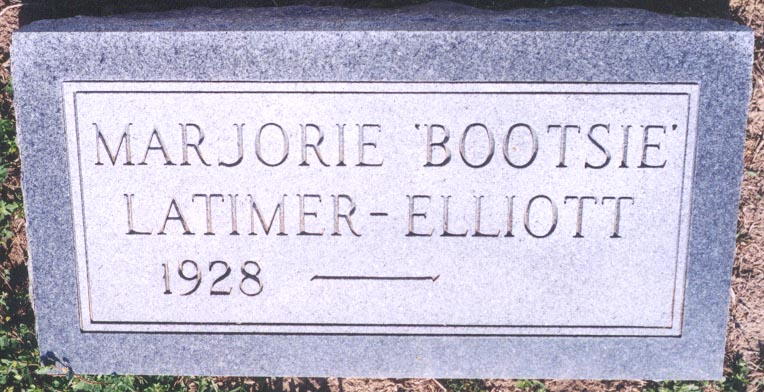 MARJORIE 'BOOTSIE'
LATIMER-ELLIOTT
1928 —